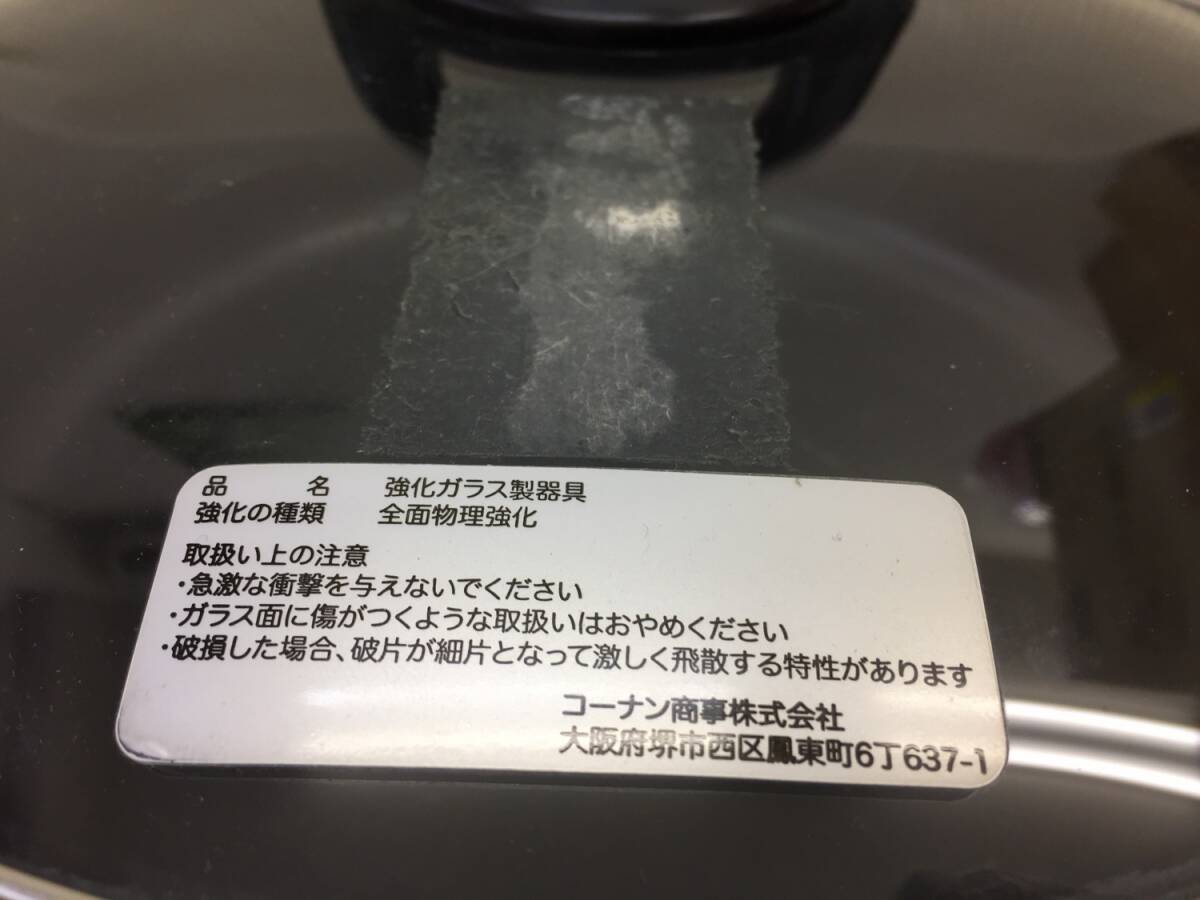 品 名 強化ガラス製器具
強化の種類 全面物理強化
取扱い上の注意
・急激な衝撃を与えないでください
・ガラス面に傷がつくような取扱いはおやめください
・破損した場合、破片が細片となって激しく飛散する特性があります
コーナン商事株式会社
大阪府堺市西区鳳東町6丁637-1